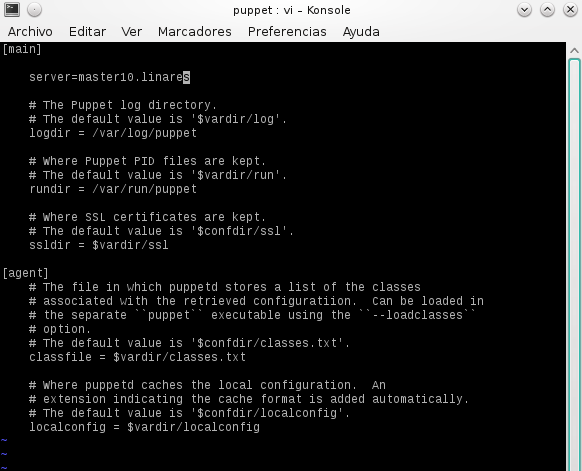 puppet : vi – Konsole
Archivo Editar Ver Marcadores Preferencias Ayuda
[main]
server=master10.linares
# The Puppet log directory.
# The default value is '$vardir/log'.
logdir = /var/log/puppet
# Where Puppet PID files are kept.
# The default value is '$vardir/run'.
rundir = /var/run/puppet
# Where SSL certificates are kept.
# The default value is '$confdir/ssl'.
ssldir = $vardir/ssl
[agent]
# The file in which puppetd stores a list of the classes
# associated with the retrieved configuratiion.  Can be loaded in
# the separate ``puppet`` executable using the ``--loadclasses``
# option.
# The default value is '$confdir/classes.txt'.
classfile = $vardir/classes.txt
# Where puppetd caches the local configuration.  An
# extension indicating the cache format is added automatically.
# The default value is '$confdir/localconfig'.
localconfig = $vardir/localconfig
~
~
~